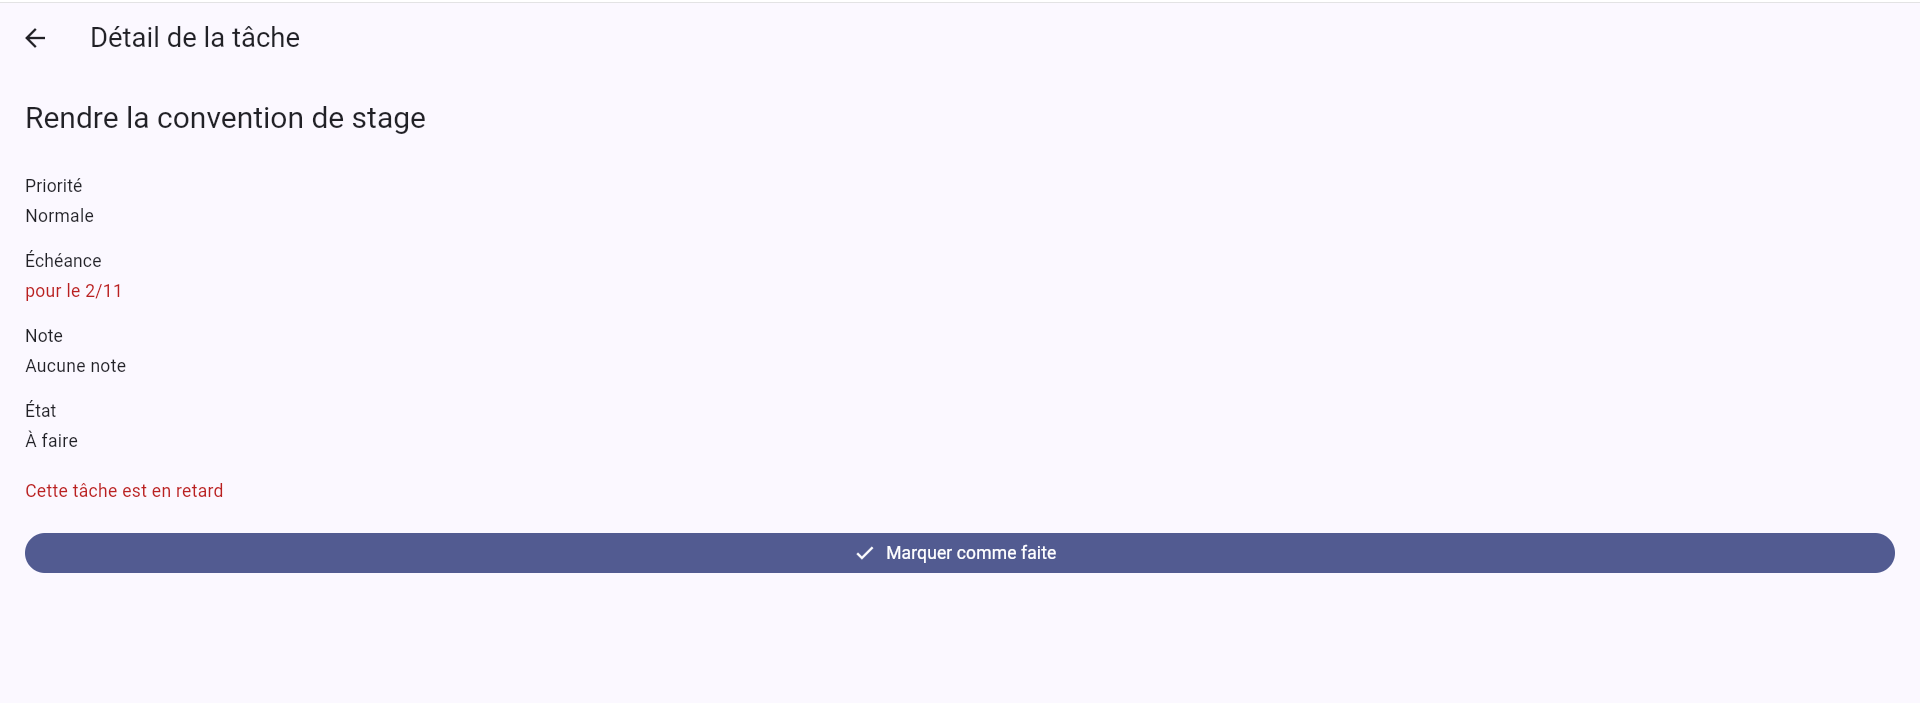 Détail de la tâche
Rendre la convention de stage
Priorité
Normale
Échéance
pour le 2/11
Note
Aucune note
État
À faire
Cette tâche est en retard
Marquer comme faite